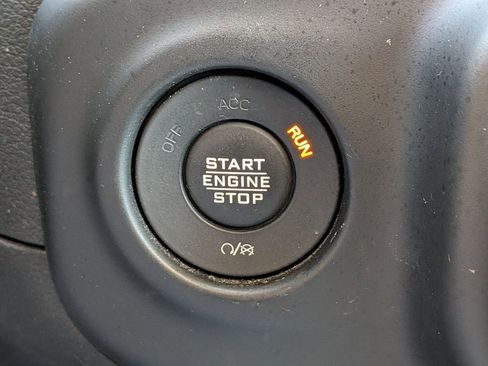 OFF
ACC
RUN
START
ENGINE
STOP